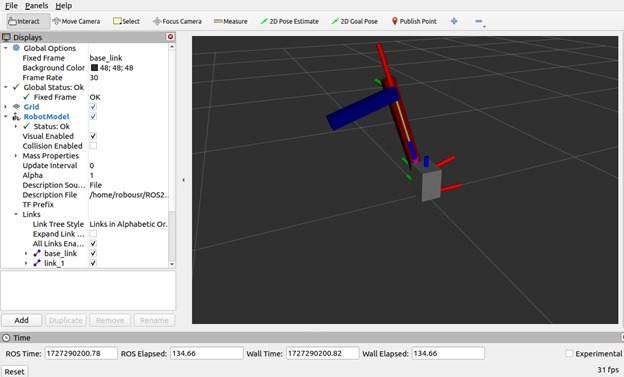 File Panels Help
Interact Move Camera Select Focus Camera Measure 2D Pose Estimate 2D Goal Pose Publish Point
Displays
Global Options
Fixed Frame base_link
Background Color 48; 48; 48
Frame Rate 30
Global Status: Ok
Fixed Frame OK
Grid
RobotModel
Status: Ok
Visual Enabled
Collision Enabled
Mass Properties
Update Interval 0
Alpha 1
Description Sou... File
Description File /home/robousr/ROS2...
TF Prefix
Links
Link Tree Style Links in Alphabetic Or...
Expand Link ...
All Links Ena...
base_link
link_1
Add Duplicate Remove Rename
Time
ROS Time: 1727290200.78 ROS Elapsed: 134.66 Wall Time: 1727290200.82 Wall Elapsed: 134.66 Experimental
Reset 31 fps